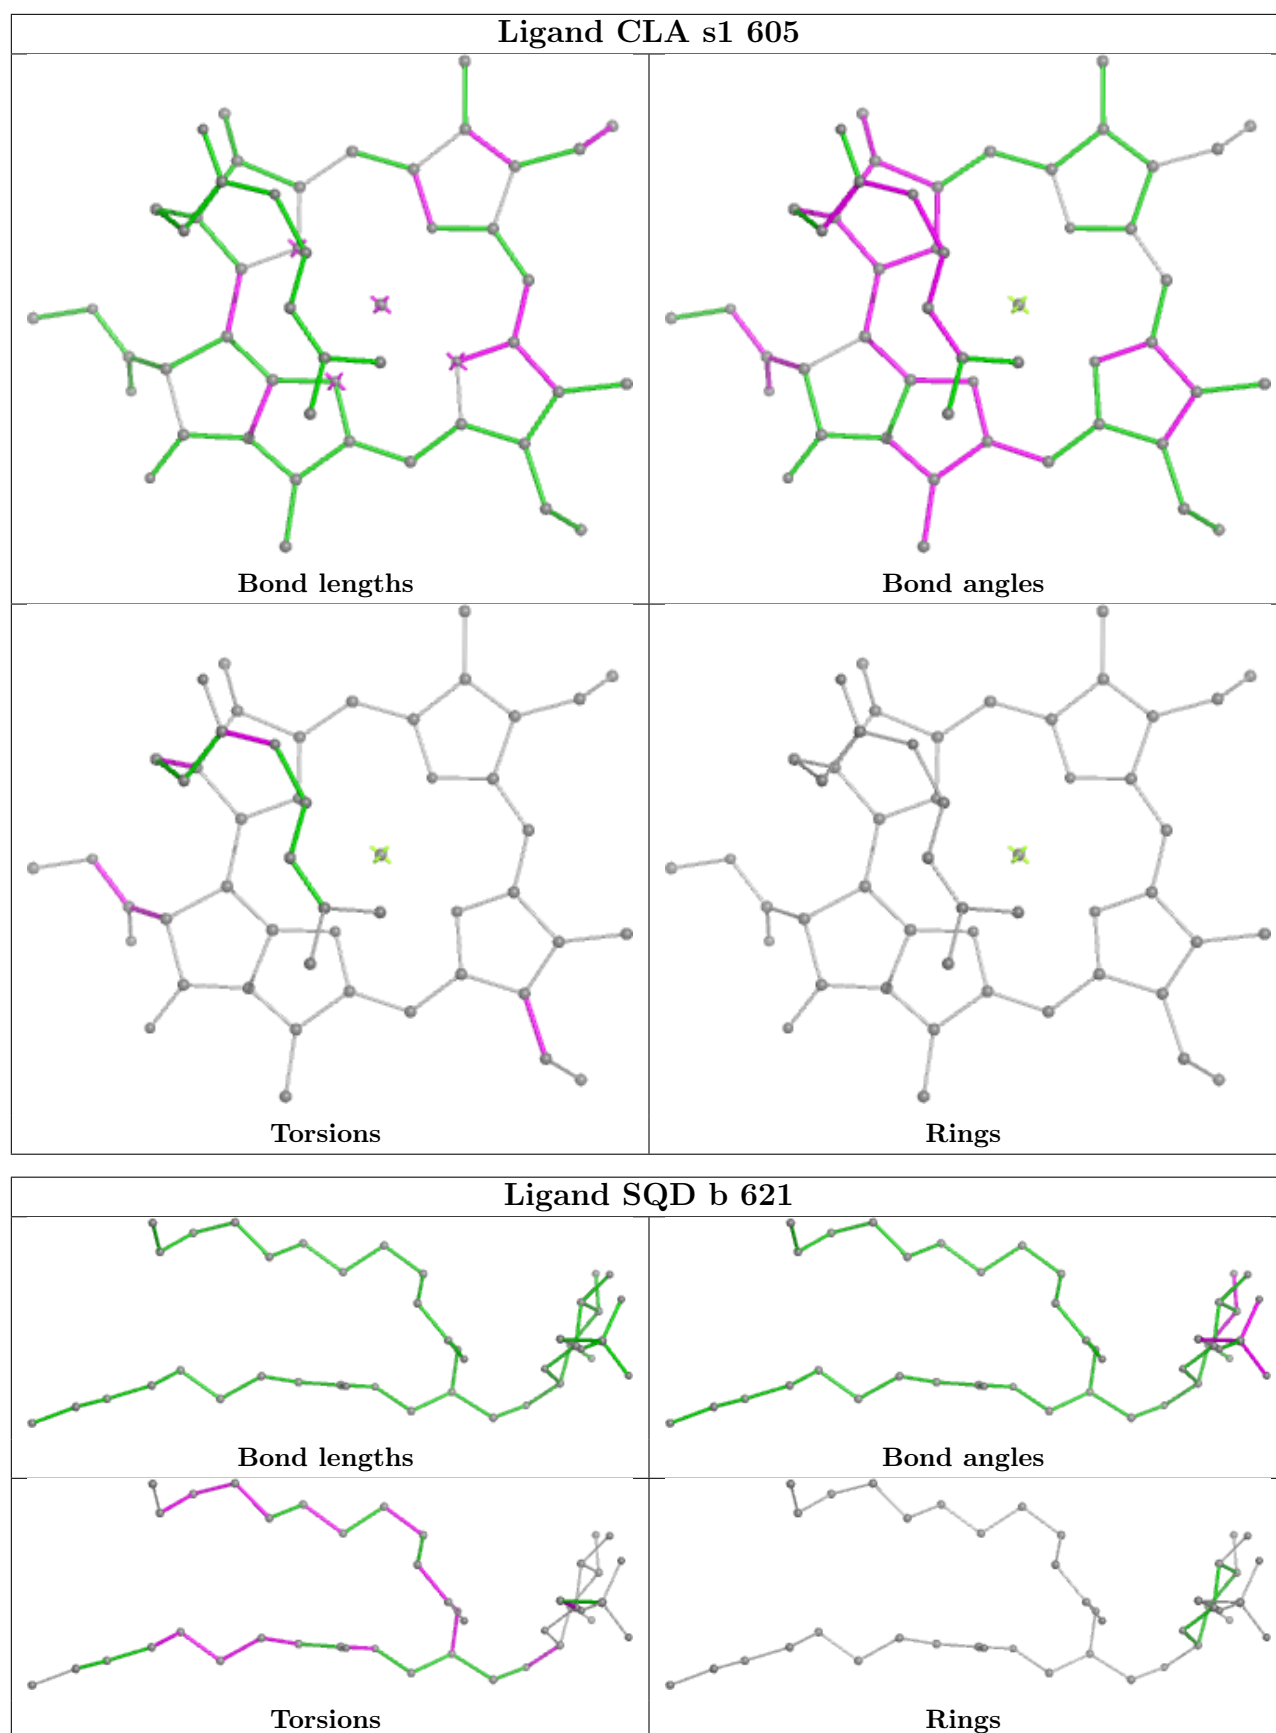 Ligand CLA s1 605
Bond lengths
Bond angles
Torsions
Rings
Ligand SQD b 621
Bond lengths
Bond angles
Torsions
Rings